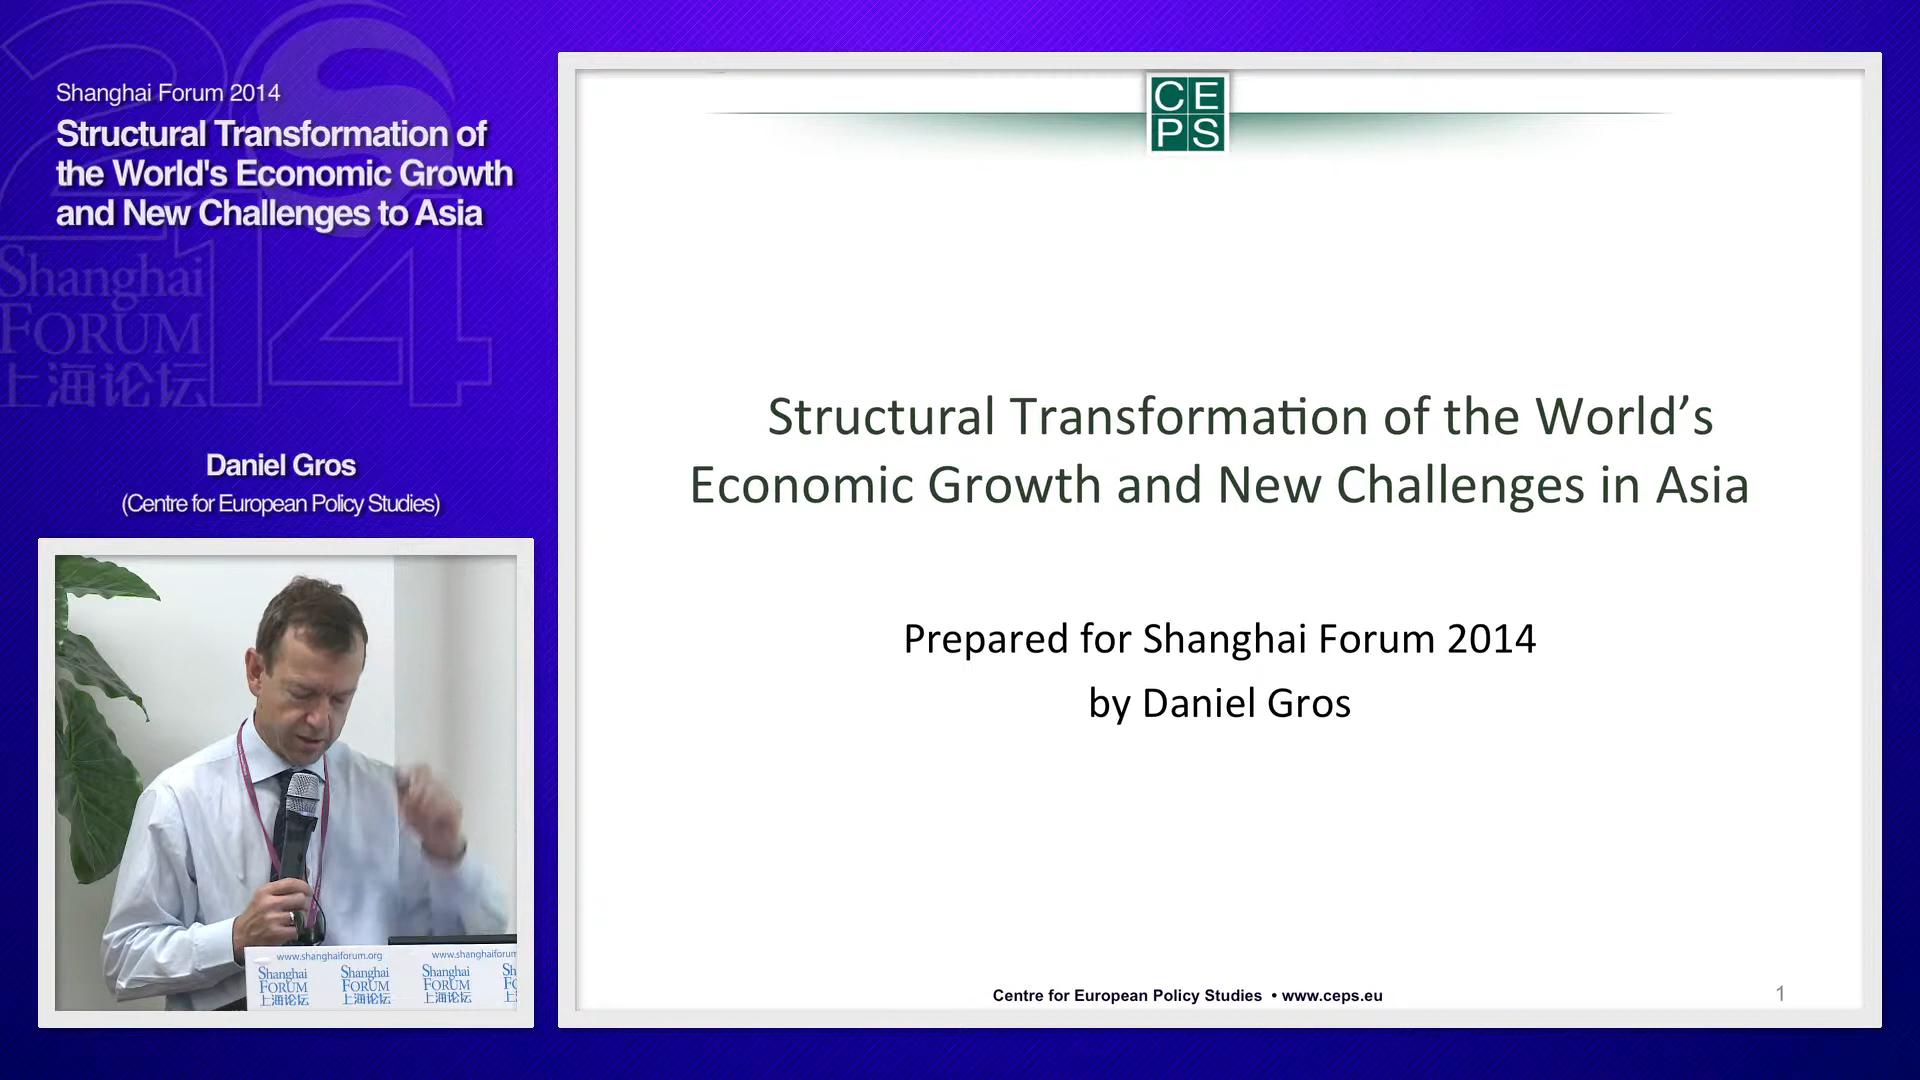 Shanghai Forum 2014
Structural Transformation of
the World's Economic Growth
and New Challenges to Asia
Shanghai
FORUM
上海论坛
2014
Daniel Gros
(Centre for European Policy Studies)
www.shanghaiforum.org
www.shanghaiforum
Shanghai
FORUM
上海论坛
Shanghai
FORUM
上海论坛
Shanghai
FORUM
上海论坛
Sh
F
CE
PS
Structural Transformation of the World’s
Economic Growth and New Challenges in Asia
Prepared for Shanghai Forum 2014
by Daniel Gros
Centre for European Policy Studies • www.ceps.eu
1